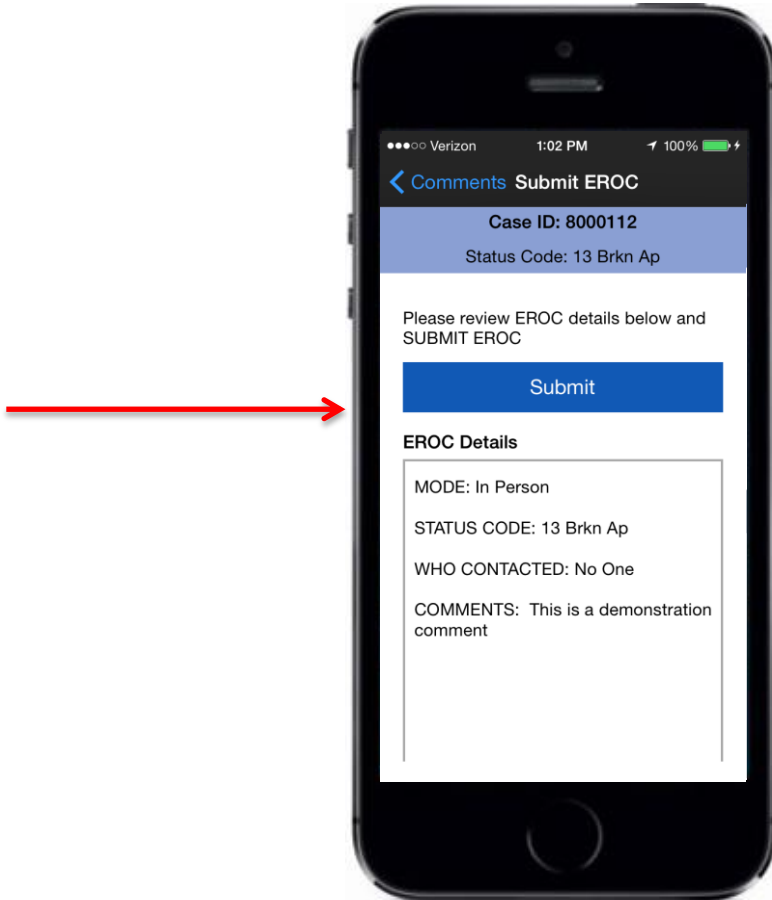 Verizon 1:02 PM 100%
Comments Submit EROC
Case ID: 8000112
Status Code: 13 Brkn Ap
Please review EROC details below and
SUBMIT EROC
Submit
EROC Details
MODE: In Person
STATUS CODE: 13 Brkn Ap
WHO CONTACTED: No One
COMMENTS:  This is a demonstration
comment